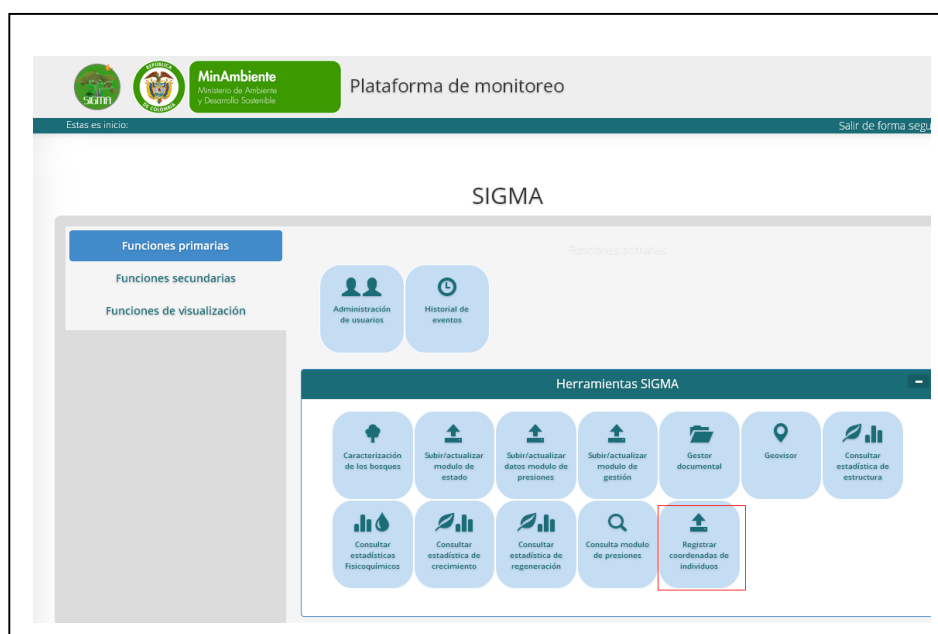 SIGMA
REPÚBLICA
DE COLOMBIA
MinAmbiente
Ministerio de Ambiente
y Desarrollo Sostenible
Plataforma de monitoreo
Estas es inicio:
Salir de forma segu
SIGMA
Funciones primarias
Funciones secundarias
Funciones de visualización
Funciones primarias
Administración
de usuarios
Historial de
eventos
Herramientas SIGMA
Caracterización
de los bosques
Subir/actualizar
modulo de
estado
Subir/actualizar
datos modulo de
presiones
Subir/actualizar
modulo de
gestión
Gestor
documental
Geovisor
Consultar
estadística de
estructura
Consultar
estadísticas
Fisicoquímicos
Consultar
estadística de
crecimiento
Consultar
estadística de
regeneración
Consulta modulo
de presiones
Registrar
coordenadas de
individuos